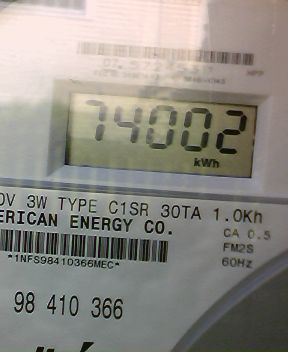 74002
kWh
0V 3W TYPE C1SR 30TA 1.0Kh
ERICAN ENERGY CO.
CA 0.5
FM2S
*1NFS98410366MEC*
60Hz
98 410 366